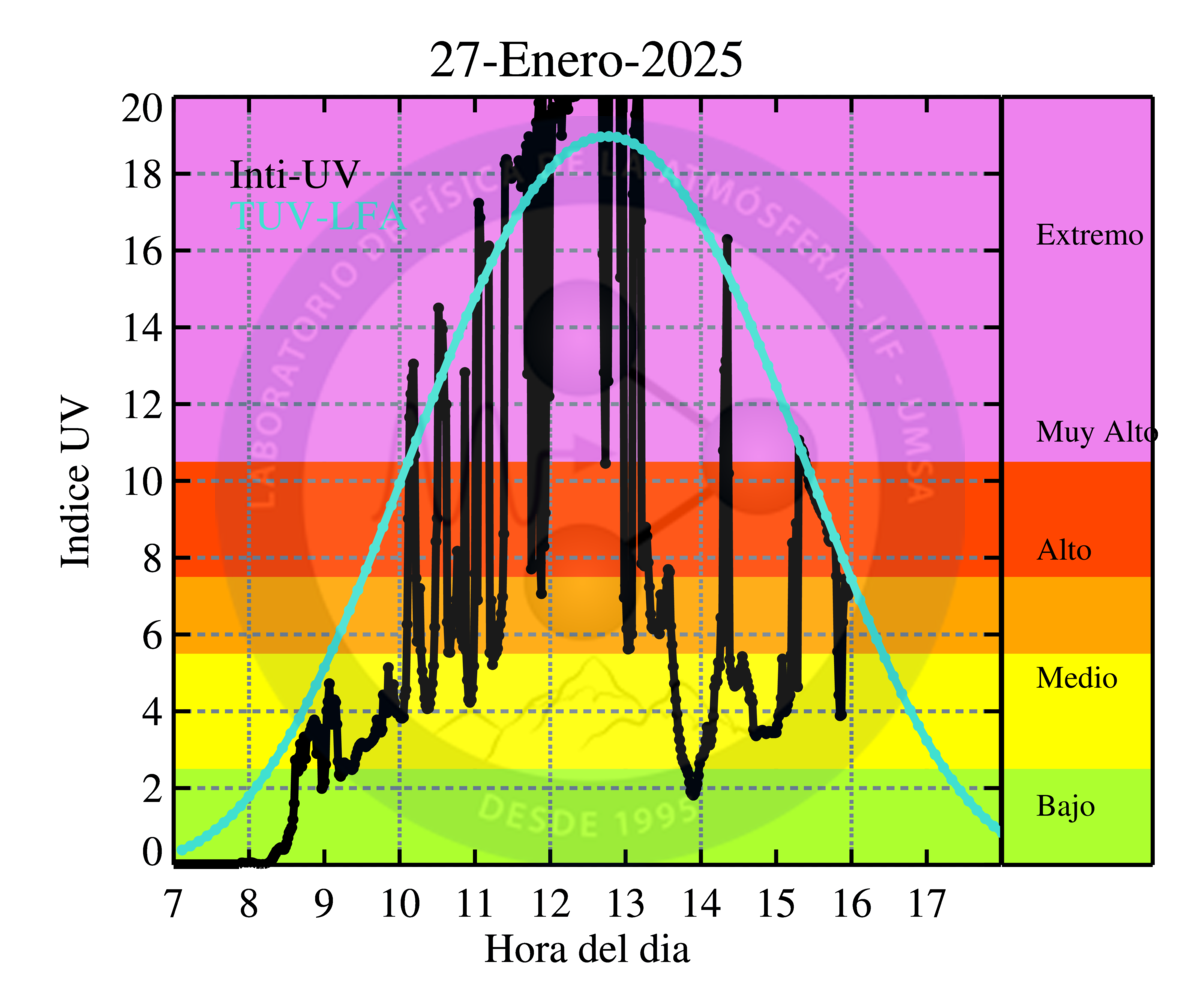 27-Enero-2025
20
18
16
14
12
10
8
6
4
2
0
Indice UV
Inti-UV
TUV-LFA
LABORATORIO DE FÍSICA DE LA ATMÓSFERA - IIF - UMSA
DESDE 1995
Extremo
Muy Alto
Alto
Medio
Bajo
7 8 9 10 11 12 13 14 15 16 17
Hora del dia